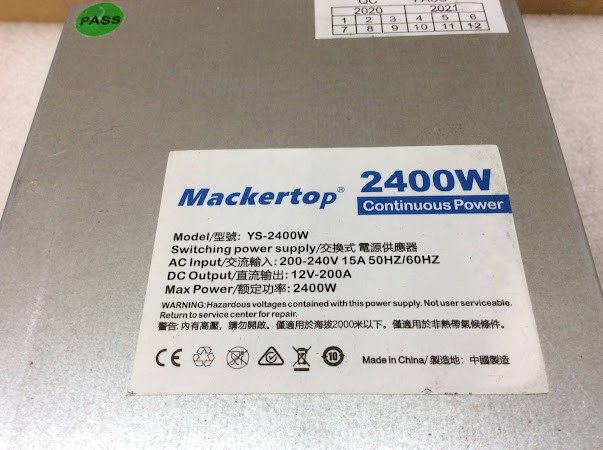 PASS
QC PASS
2020 2021
1 2 3 4 5 6
7 8 9 10 11 12
Mackertop® 2400W
Continuous Power
Model/型號: YS-2400W
Switching power supply/交換式 電源供應器
AC Input/交流輸入: 200-240V 15A 50HZ/60HZ
DC Output/直流输出: 12V-200A
Max Power/额定功率: 2400W
WARNING:Hazardous voltages contained with this power supply. Not user serviceable.
Return to service center for repair.
警告: 內有高壓，請勿開啟。僅適用於海拔2000米以下。僅適用於非熱帶氣候條件。
CE 10 Made in China/ 製造地: 中國製造